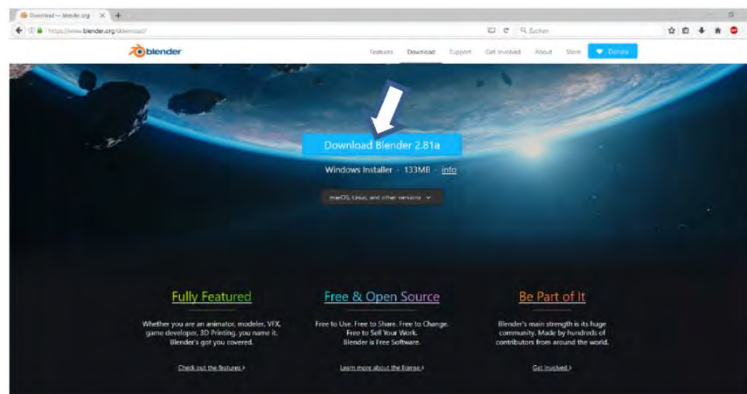 Download — blender.org
https://www.blender.org/download/
Suchen
blender
Features Download Support Get Involved About Store Donate
Download Blender 2.81a
Windows Installer - 133MB - info
macOS, Linux, and other versions
Fully Featured
Whether you are an animator, modeler, VFX,
game developer, 3D Printing, you name it.
Blender's got you covered.
Check out the features
Free & Open Source
Free to Use. Free to Share. Free to Change.
Free to Sell Your Work.
Blender is Free Software.
Learn more about the license
Be Part of It
Blender's main strength is its huge
community. Made by hundreds of
contributors from around the world.
Get Involved